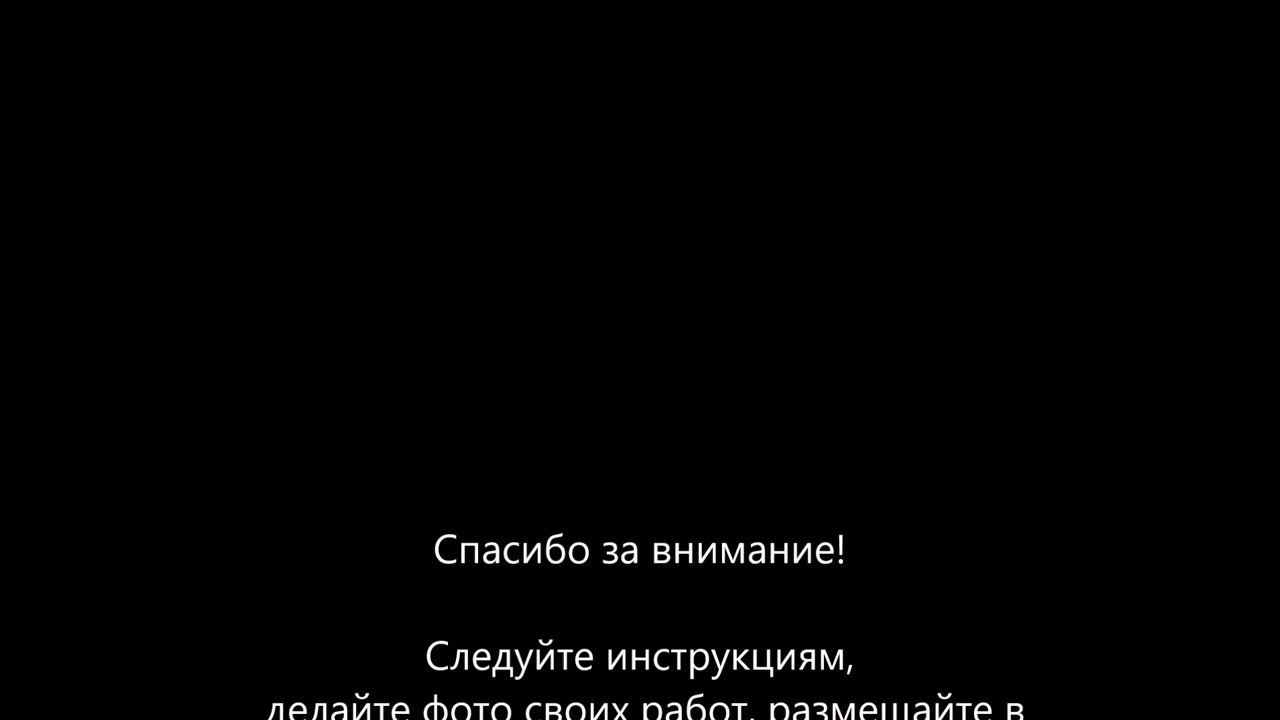 Спасибо за внимание!
Следуйте инструкциям,
делайте фото своих работ, размещайте в